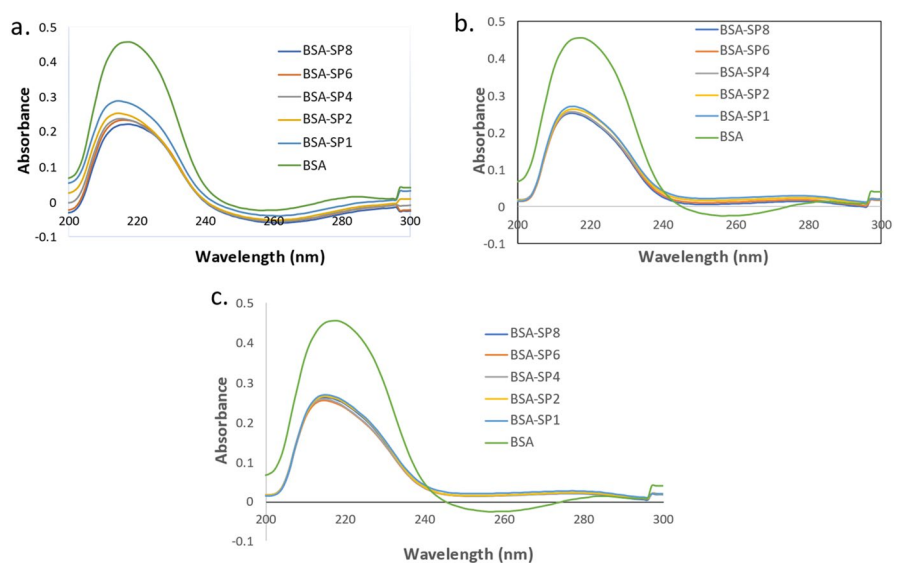 a.
0.5
0.4
0.3
0.2
0.1
0
-0.1
Absorbance
200
220
240
260
280
300
Wavelength (nm)
BSA-SP8
BSA-SP6
BSA-SP4
BSA-SP2
BSA-SP1
BSA
b.
0.5
0.4
0.3
0.2
0.1
0
-0.1
Absorbance
200
220
240
260
280
300
Wavelength (nm)
BSA-SP8
BSA-SP6
BSA-SP4
BSA-SP2
BSA-SP1
BSA
c.
0.5
0.4
0.3
0.2
0.1
0
-0.1
Absorbance
200
220
240
260
280
300
Wavelength (nm)
BSA-SP8
BSA-SP6
BSA-SP4
BSA-SP2
BSA-SP1
BSA